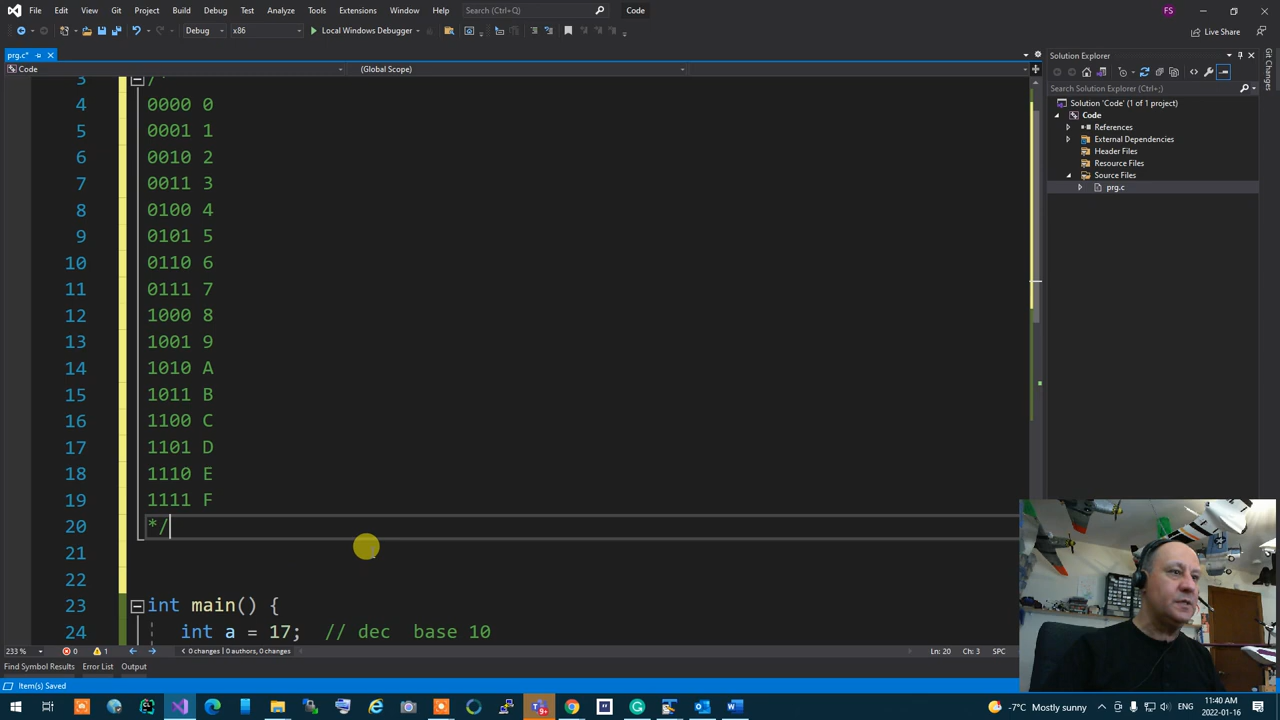 File Edit View Git Project Build Debug Test Analyze Tools Extensions Window Help Search (Ctrl+Q) Code FS
Debug x86 Local Windows Debugger Live Share
prg.c*
Code (Global Scope)
3 /*
4 0000 0
5 0001 1
6 0010 2
7 0011 3
8 0100 4
9 0101 5
10 0110 6
11 0111 7
12 1000 8
13 1001 9
14 1010 A
15 1011 B
16 1100 C
17 1101 D
18 1110 E
19 1111 F
20 */
21
22
23 int main() {
24 int a = 17; // dec base 10
Solution Explorer
Search Solution Explorer (Ctrl+;)
Solution 'Code' (1 of 1 project)
Code
References
External Dependencies
Header Files
Resource Files
Source Files
prg.c
Git Changes
233 % 0 1 0 changes | 0 authors, 0 changes Ln: 20 Ch: 3 SPC
Find Symbol Results Error List Output
Item(s) Saved
-7°C Mostly sunny 11:40 AM
2022-01-16